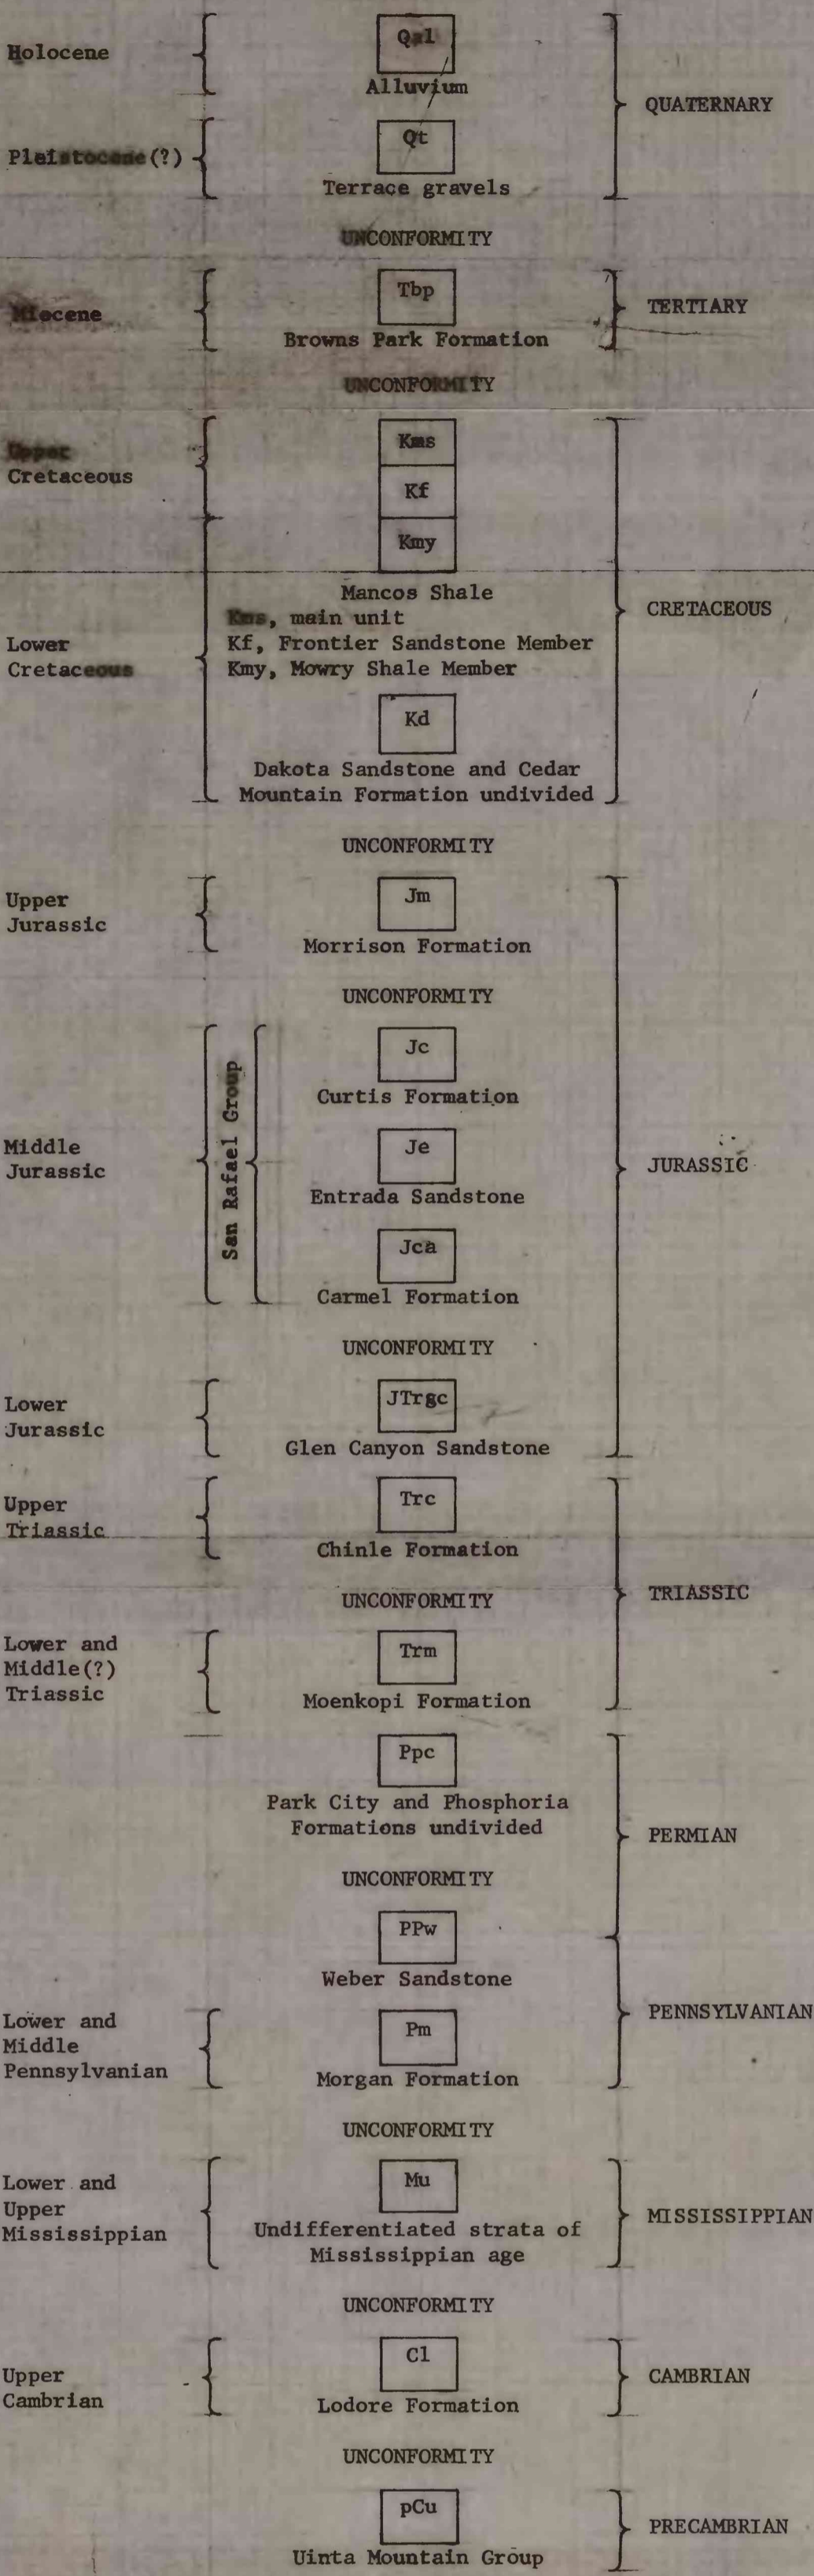 Holocene
Qal
Alluvium
QUATERNARY
Pleistocene(?)
Qt
Terrace gravels
UNCONFORMITY
Miocene
Tbp
Browns Park Formation
TERTIARY
UNCONFORMITY
Upper
Cretaceous
Kms
Kf
Kmy
Mancos Shale
Kms, main unit
Kf, Frontier Sandstone Member
Kmy, Mowry Shale Member
CRETACEOUS
Lower
Cretaceous
Kd
Dakota Sandstone and Cedar
Mountain Formation undivided
UNCONFORMITY
Upper
Jurassic
Jm
Morrison Formation
UNCONFORMITY
Middle
Jurassic
San Rafael Group
Jc
Curtis Formation
Je
Entrada Sandstone
JURASSIC
Jca
Carmel Formation
UNCONFORMITY
Lower
Jurassic
JTrgc
Glen Canyon Sandstone
Upper
Triassic
Trc
Chinle Formation
UNCONFORMITY
TRIASSIC
Lower and
Middle(?)
Triassic
Trm
Moenkopi Formation
Ppc
Park City and Phosphoria
Formations undivided
PERMIAN
UNCONFORMITY
PPw
Weber Sandstone
PENNSYLVANIAN
Lower and
Middle
Pennsylvanian
Pm
Morgan Formation
UNCONFORMITY
Lower and
Upper
Mississippian
Mu
Undifferentiated strata of
Mississippian age
MISSISSIPPIAN
UNCONFORMITY
Upper
Cambrian
Cl
Lodore Formation
CAMBRIAN
UNCONFORMITY
pCu
Uinta Mountain Group
PRECAMBRIAN